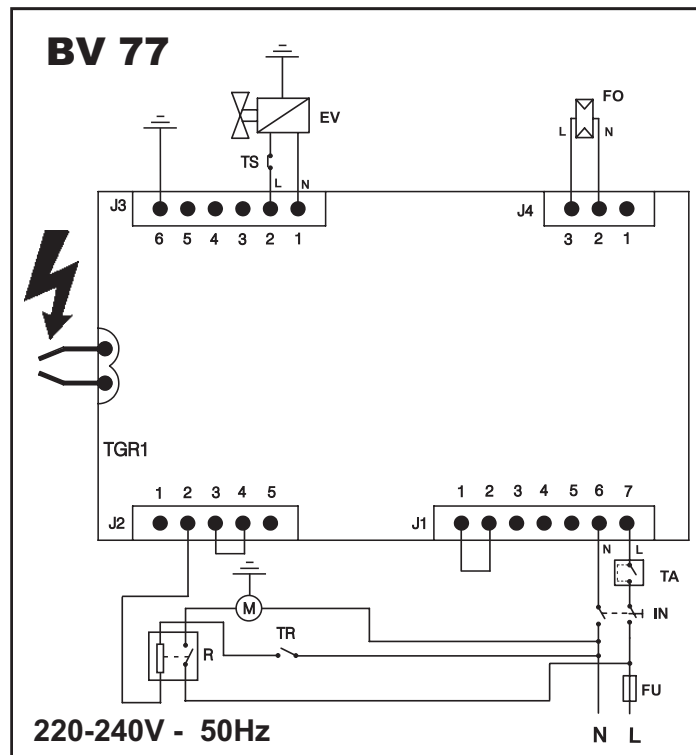 BV 77
EV
FO
L N
TS
L N
J3
6 5 4 3 2 1
J4
3 2 1
TGR1
1 2 3 4 5
J2
1 2 3 4 5 6 7
J1
N L
TA
M
TR
IN
R
FU
220-240V - 50Hz
N L